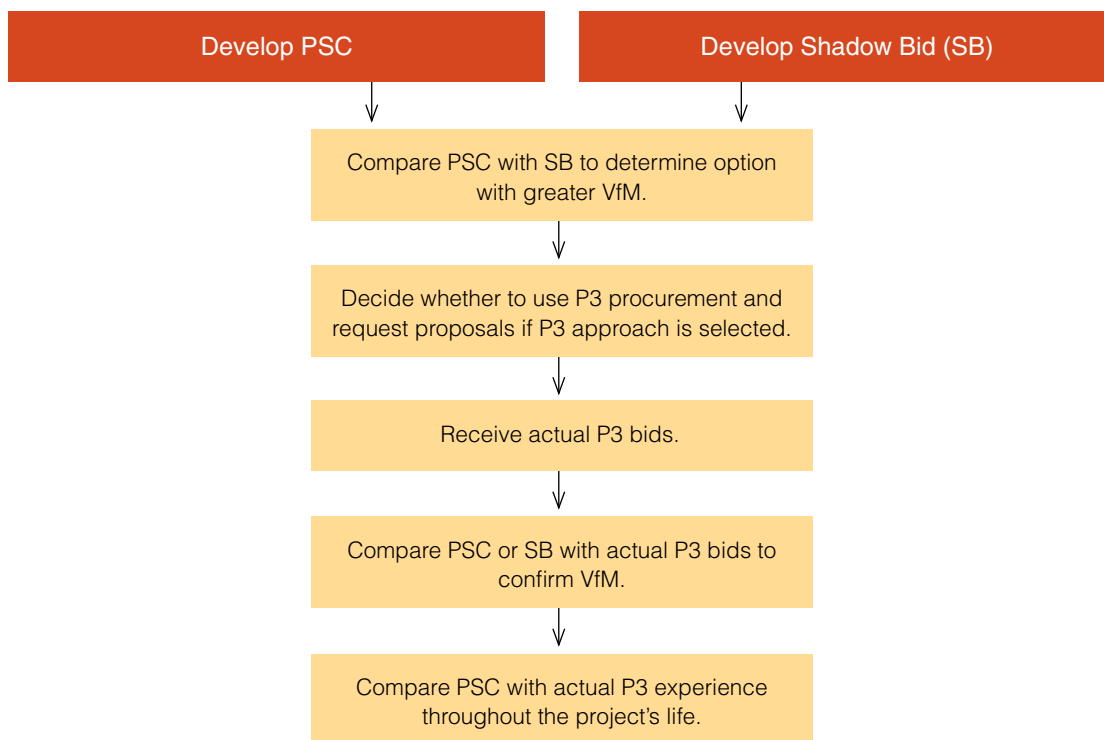 Develop PSC
Develop Shadow Bid (SB)
Compare PSC with SB to determine option
with greater VfM.
Decide whether to use P3 procurement and
request proposals if P3 approach is selected.
Receive actual P3 bids.
Compare PSC or SB with actual P3 bids to
confirm VfM.
Compare PSC with actual P3 experience
throughout the project’s life.